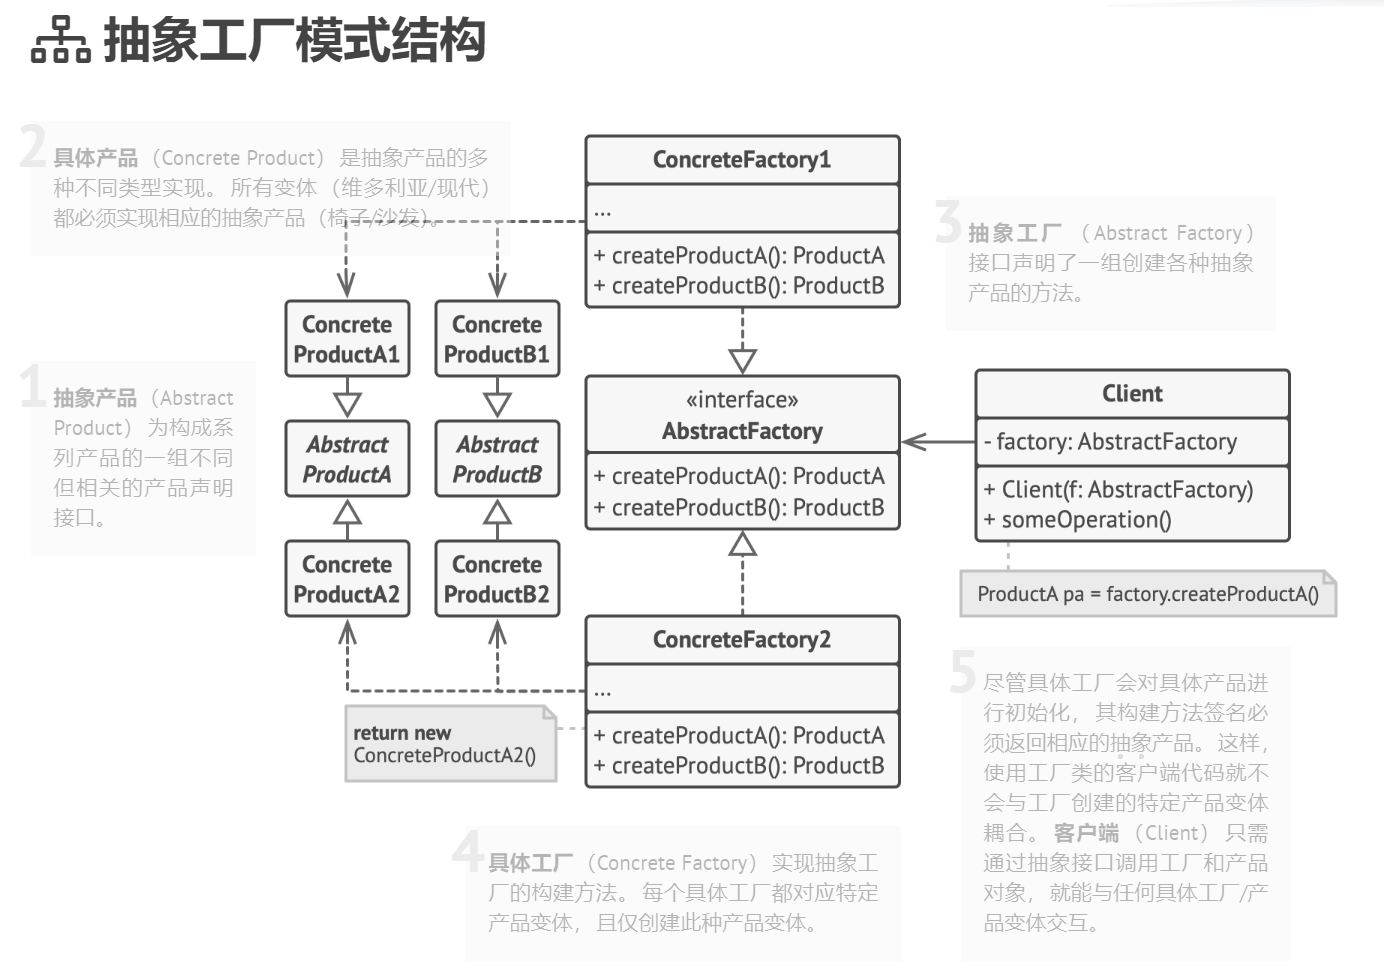 抽象工厂模式结构
2
具体产品 （Concrete Product） 是抽象产品的多
种不同类型实现。 所有变体 （维多利亚/现代）
都必须实现相应的抽象产品 （椅子/沙发）。
1
抽象产品 （Abstract
Product） 为构成系
列产品的一组不同
但相关的产品声明
接口。
Concrete
ProductA1
Concrete
ProductB1
Abstract
ProductA
Abstract
ProductB
Concrete
ProductA2
Concrete
ProductB2
ConcreteFactory1
...
+ createProductA(): ProductA
+ createProductB(): ProductB
«interface»
AbstractFactory
+ createProductA(): ProductA
+ createProductB(): ProductB
ConcreteFactory2
...
+ createProductA(): ProductA
+ createProductB(): ProductB
return new
ConcreteProductA2()
3
抽象工厂 （Abstract Factory）
接口声明了一组创建各种抽象
产品的方法。
Client
- factory: AbstractFactory
+ Client(f: AbstractFactory)
+ someOperation()
ProductA pa = factory.createProductA()
4
具体工厂 （Concrete Factory） 实现抽象工
厂的构建方法。 每个具体工厂都对应特定
产品变体， 且仅创建此种产品变体。
5
尽管具体工厂会对具体产品进
行初始化， 其构建方法签名必
须返回相应的抽象产品。 这样，
使用工厂类的客户端代码就不
会与工厂创建的特定产品变体
耦合。 客户端 （Client） 只需
通过抽象接口调用工厂和产品
对象， 就能与任何具体工厂/产
品变体交互。